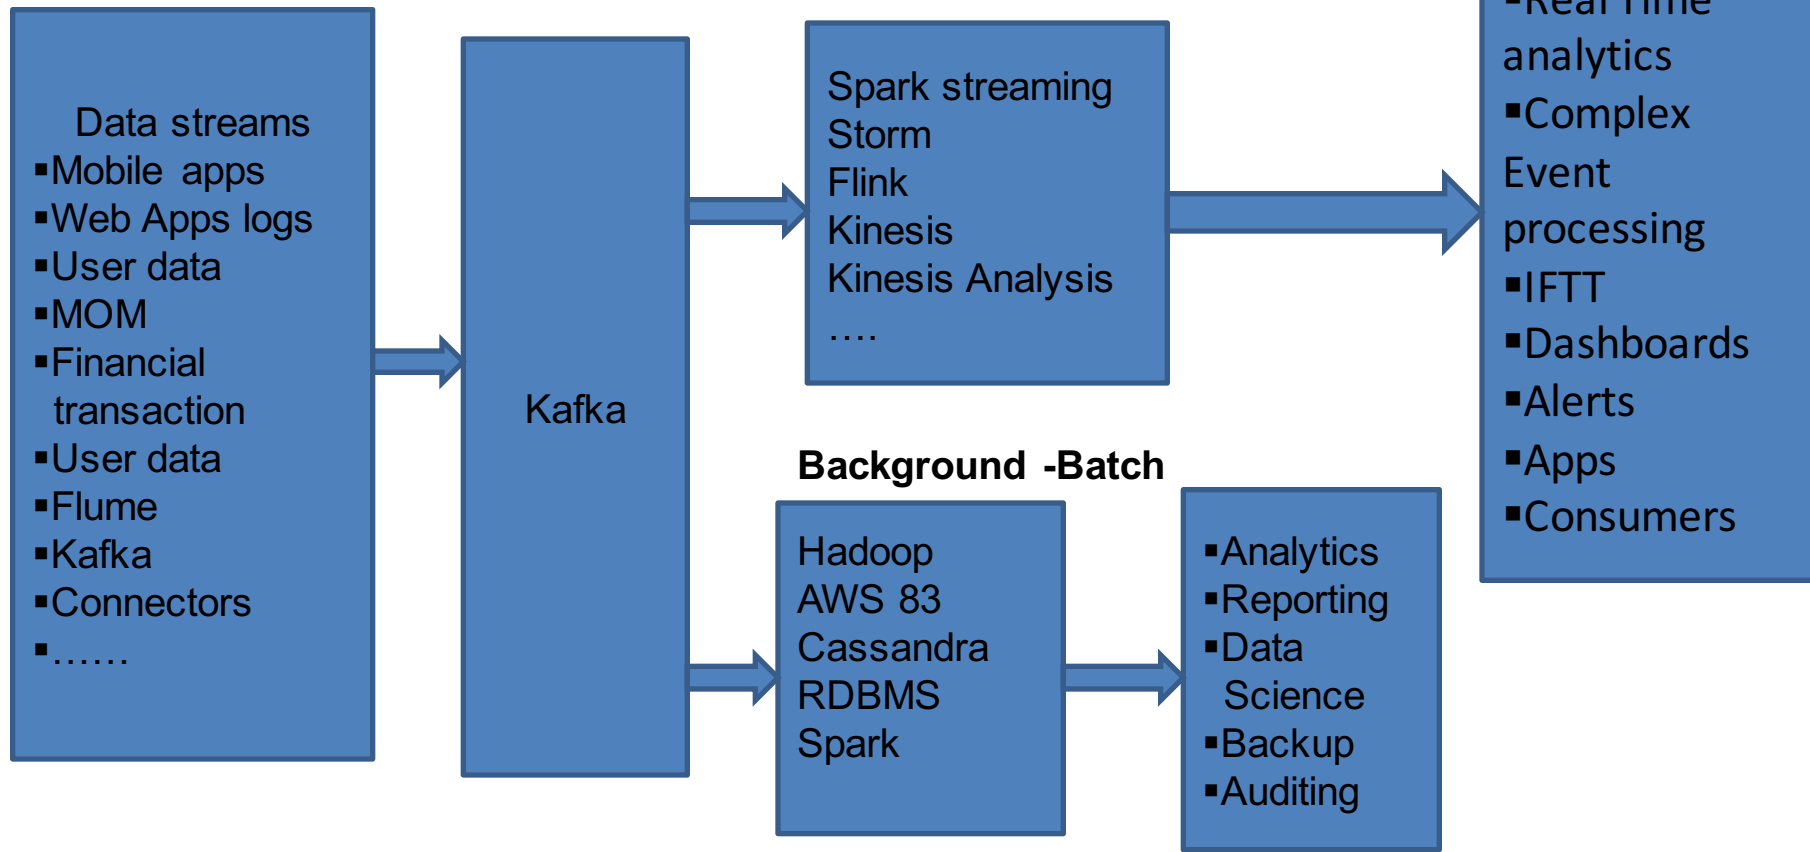 Data streams
▪Mobile apps
▪Web Apps logs
▪User data
▪MOM
▪Financial
transaction
▪User data
▪Flume
▪Kafka
▪Connectors
▪......
Kafka
Spark streaming
Storm
Flink
Kinesis
Kinesis Analysis
....
▪Real Time
analytics
▪Complex
Event
processing
▪IFTT
▪Dashboards
▪Alerts
▪Apps
▪Consumers
Background -Batch
Hadoop
AWS 83
Cassandra
RDBMS
Spark
▪Analytics
▪Reporting
▪Data
Science
▪Backup
▪Auditing